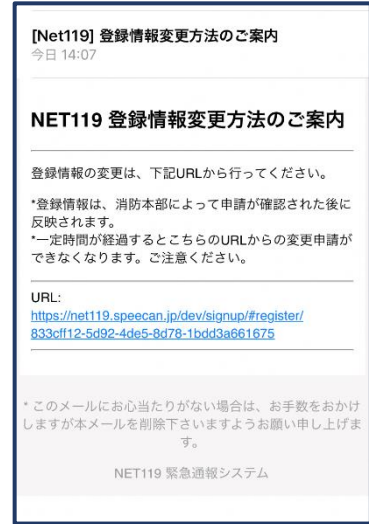 [Net119] 登録情報変更方法のご案内
今日 14:07
NET119 登録情報変更方法のご案内
登録情報の変更は、下記URLから行ってください。
*登録情報は、消防本部によって申請が確認された後に
反映されます。
*一定時間が経過するとこちらのURLからの変更申請が
できなくなります。ご注意ください。
URL:
https://net119.speecan.jp/dev/signup/#register/
833cff12-5d92-4de5-8d78-1bdd3a661675
* このメールにお心当たりがない場合は、お手数をおかけ
しますが本メールを削除下さいますようお願い申し上げま
す。
NET119 緊急通報システム